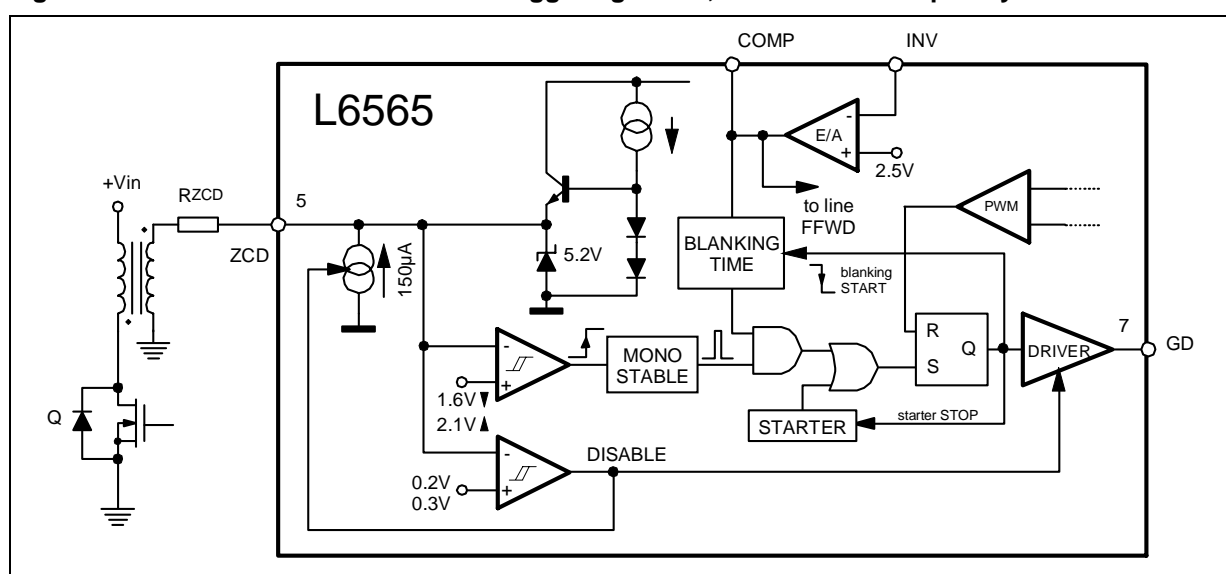 COMP
INV
L6565
E/A
-
+
2.5V
to line
FFWD
PWM
+Vin
RZCD
5
ZCD
150µA
5.2V
BLANKING
TIME
blanking
START
-
+
1.6V
2.1V
MONO
STABLE
R
S
Q
DRIVER
7
GD
STARTER
starter STOP
Q
-
+
0.2V
0.3V
DISABLE